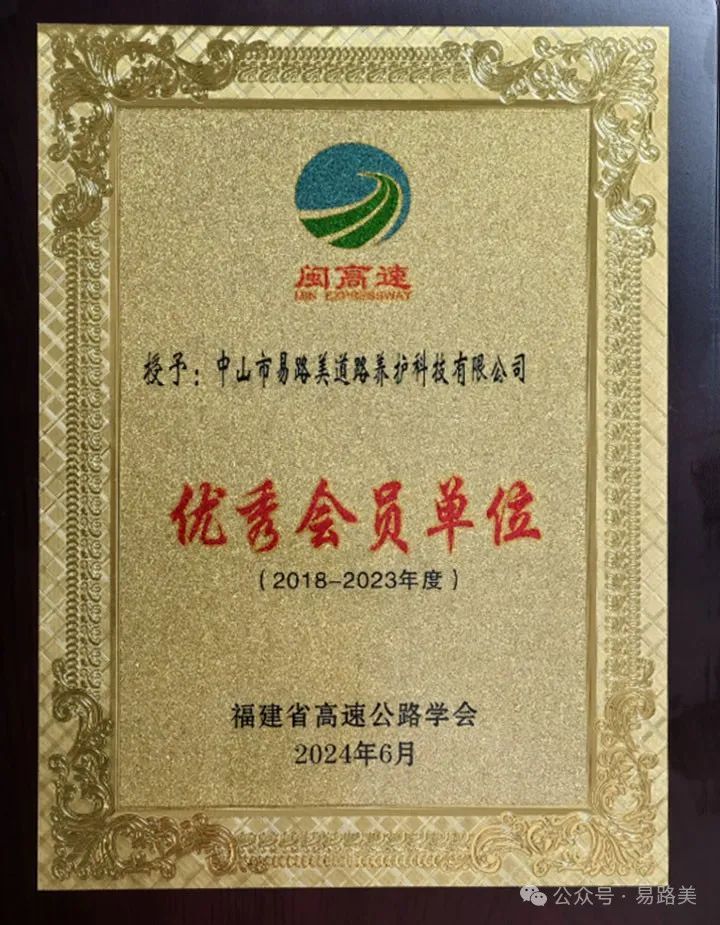 闽高速
MIN EXPRESSWAY
授予：中山市易路美道路养护科技有限公司
优秀会员单位
（2018-2023年度）
福建省高速公路学会
2024年6月
公众号·易路美